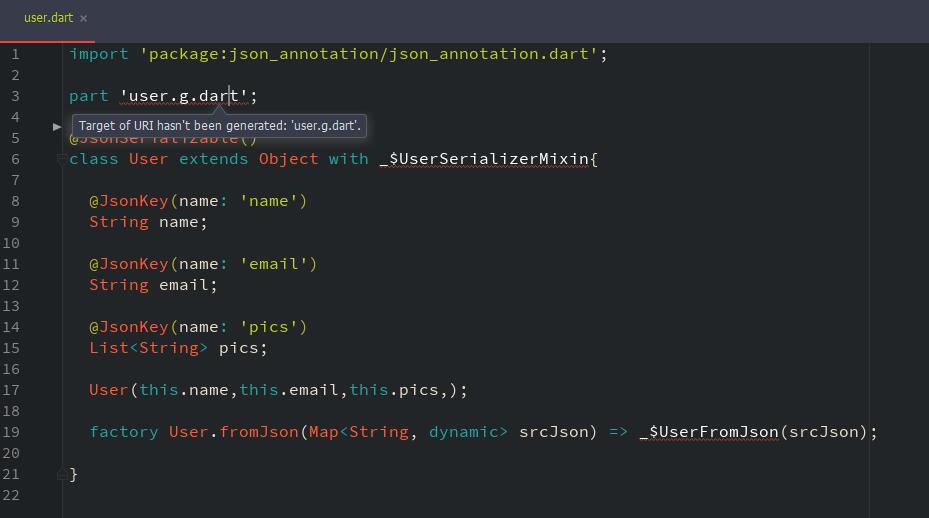 user.dart ×
1 import 'package:json_annotation/json_annotation.dart';
2
3 part 'user.g.dart';
4
Target of URI hasn't been generated: 'user.g.dart'.
5 @JsonSerializable()
6 class User extends Object with _$UserSerializerMixin{
7
8 @JsonKey(name: 'name')
9 String name;
10
11 @JsonKey(name: 'email')
12 String email;
13
14 @JsonKey(name: 'pics')
15 List<String> pics;
16
17 User(this.name,this.email,this.pics,);
18
19 factory User.fromJson(Map<String, dynamic> srcJson) => _$UserFromJson(srcJson);
20
21 }
22